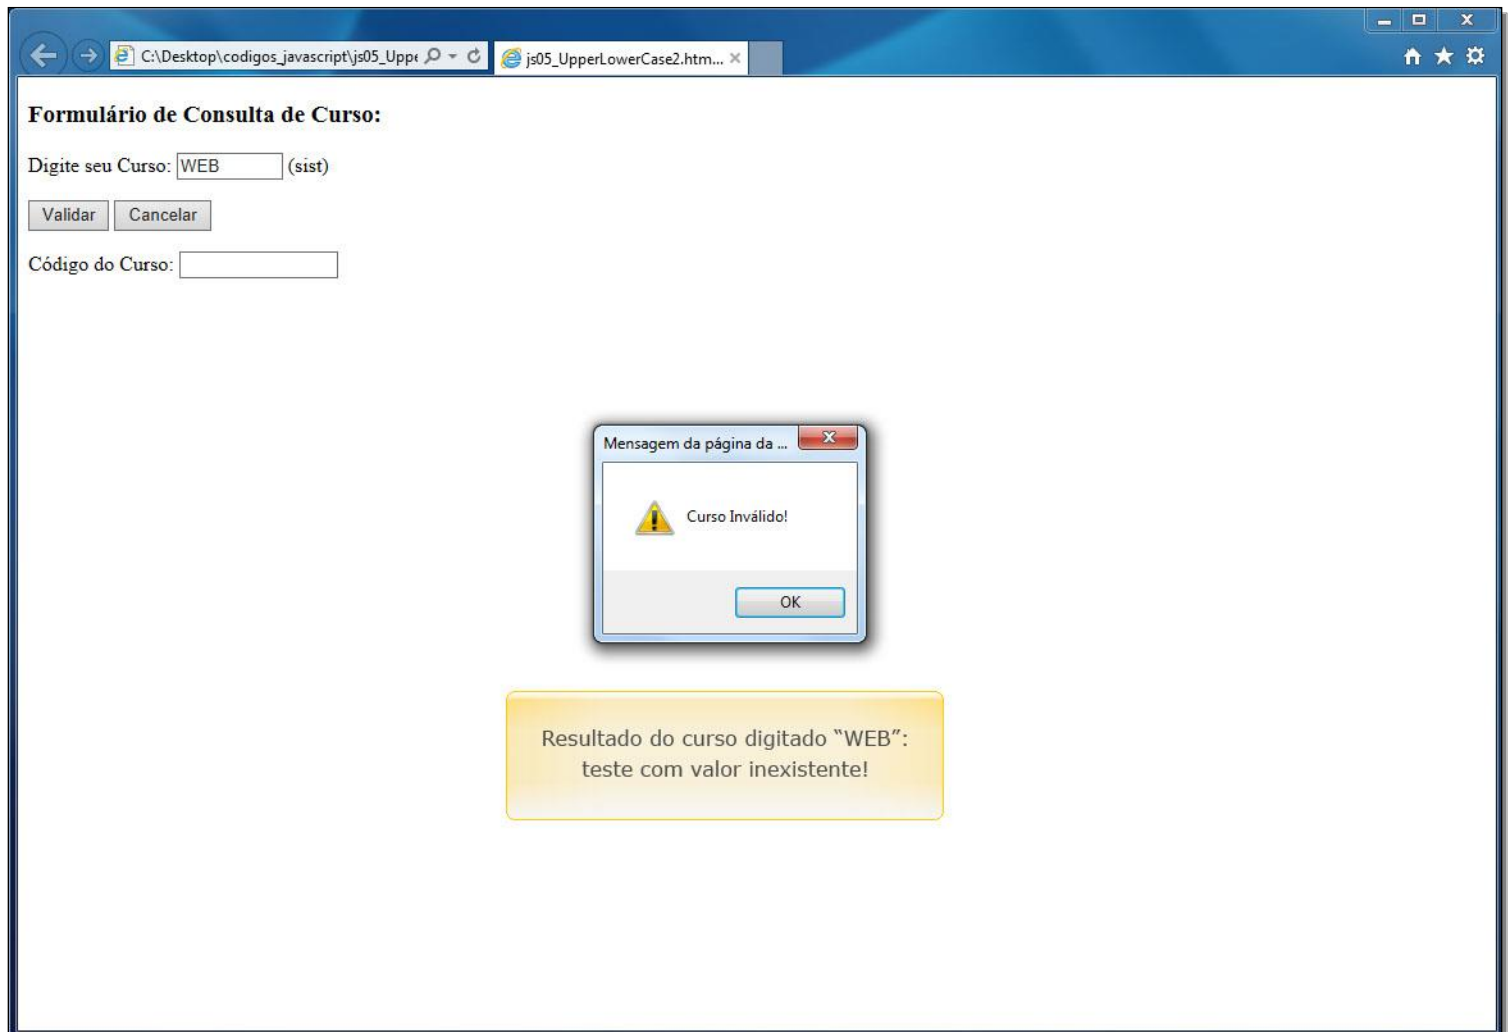 C:\Desktop\codigos_javascript\js05_Uppe
js05_UpperLowerCase2.htm...
Formulário de Consulta de Curso:
Digite seu Curso: WEB (sist)
Validar Cancelar
Código do Curso:
Mensagem da página da ...
Curso Inválido!
OK
Resultado do curso digitado “WEB”:
teste com valor inexistente!